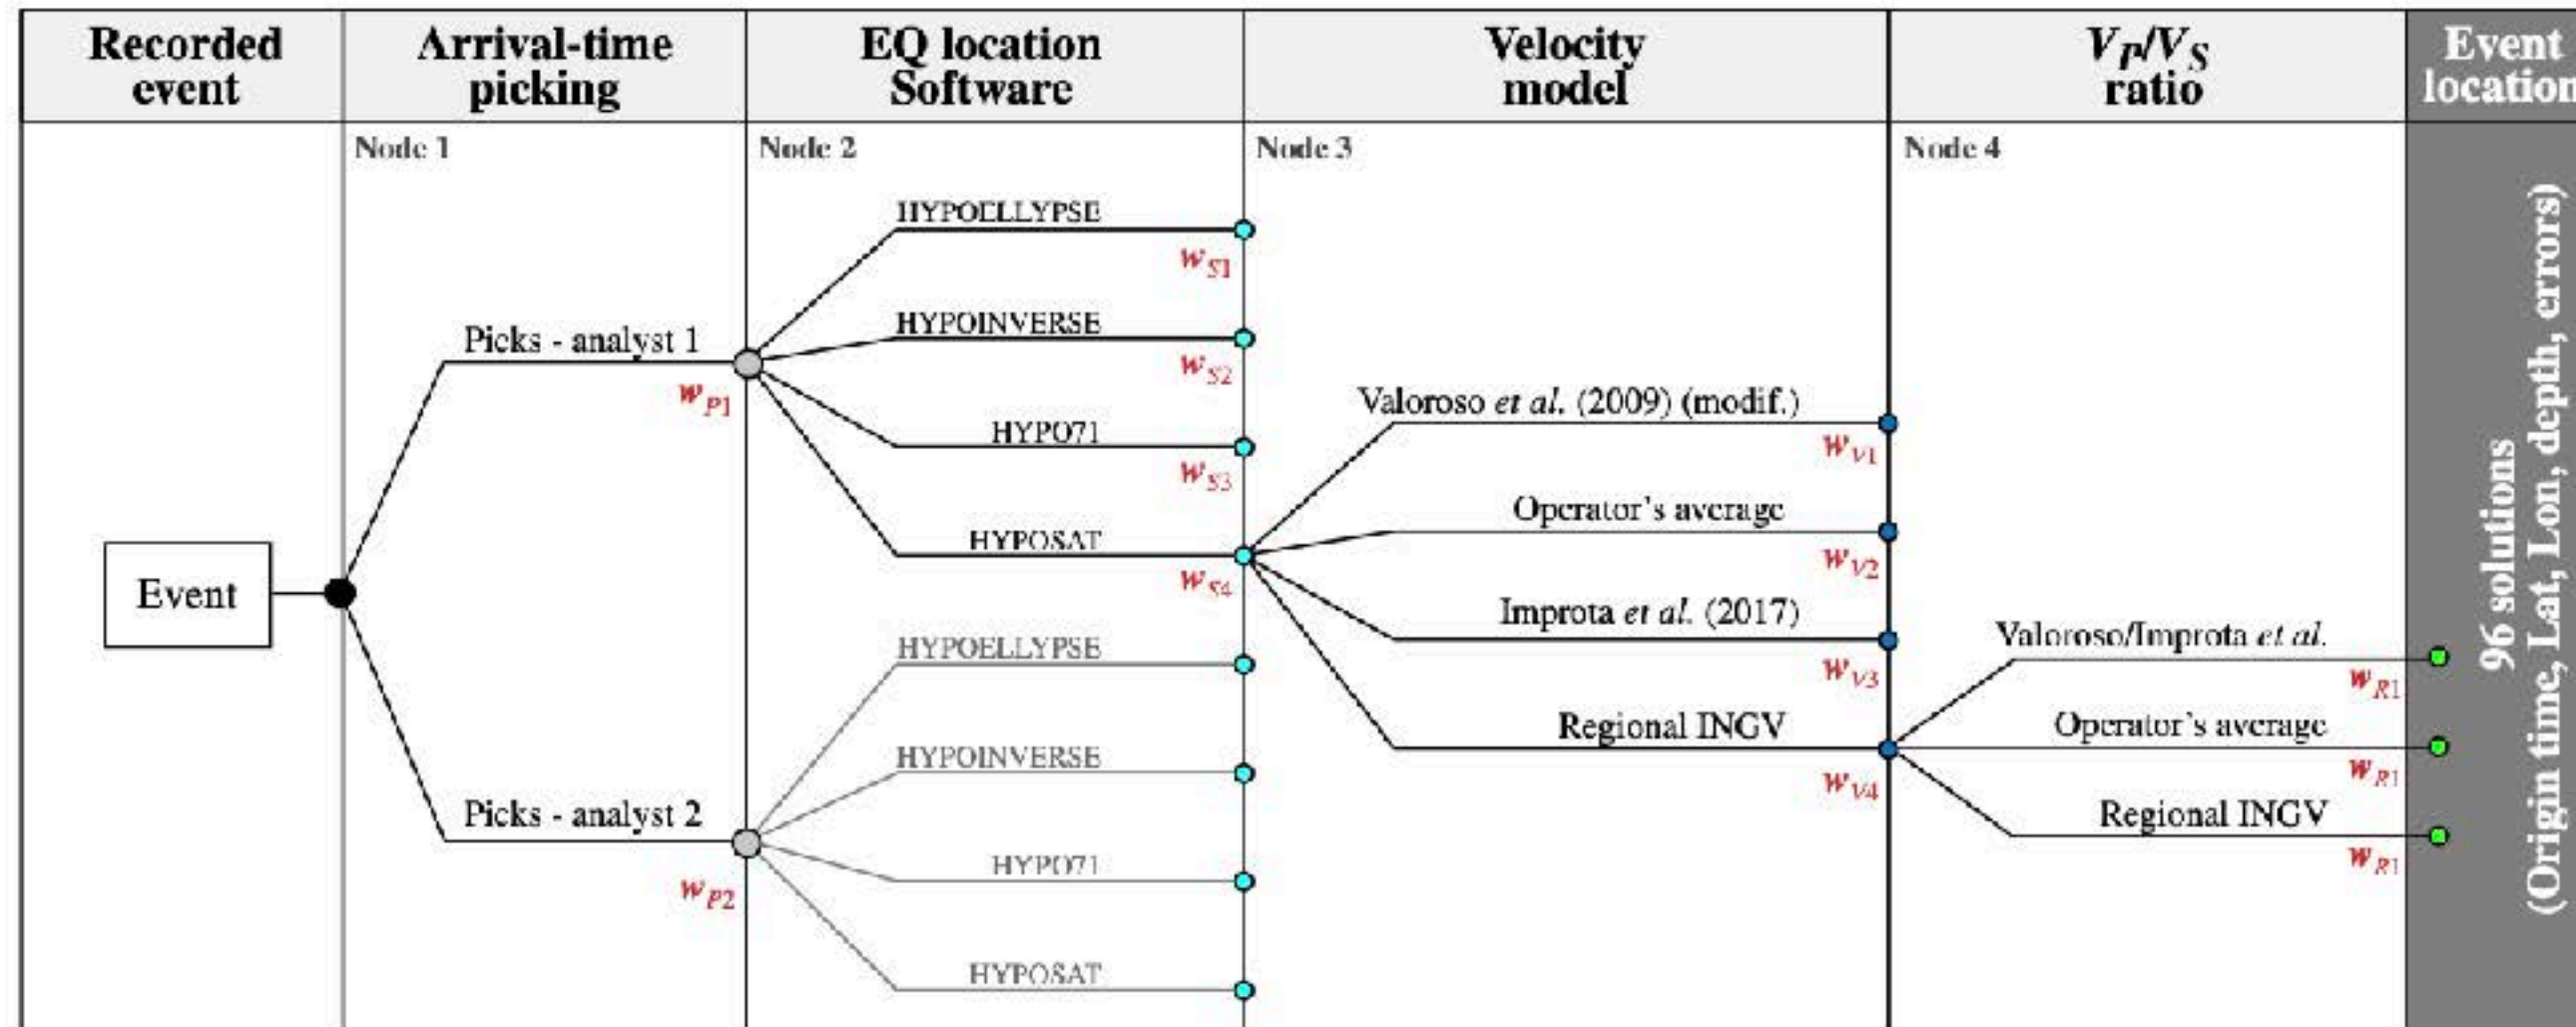 Recorded
event
Arrival-time
picking
EQ location
Software
Velocity
model
VP/VS
ratio
Event
location
Node 1
Node 2
Node 3
Node 4
Event
Picks - analyst 1
wP1
Picks - analyst 2
wP2
HYPOELLYPSE
wS1
HYPOINVERSE
wS2
HYPO71
wS3
HYPOSAT
wS4
HYPOELLYPSE
HYPOINVERSE
HYPO71
HYPOSAT
Valoroso et al. (2009) (modif.)
wV1
Operator's average
wV2
Improta et al. (2017)
wV3
Regional INGV
wV4
Valoroso/Improta et al.
wR1
Operator's average
wR1
Regional INGV
wR1
96 solutions
(Origin time, Lat, Lon, depth, errors)